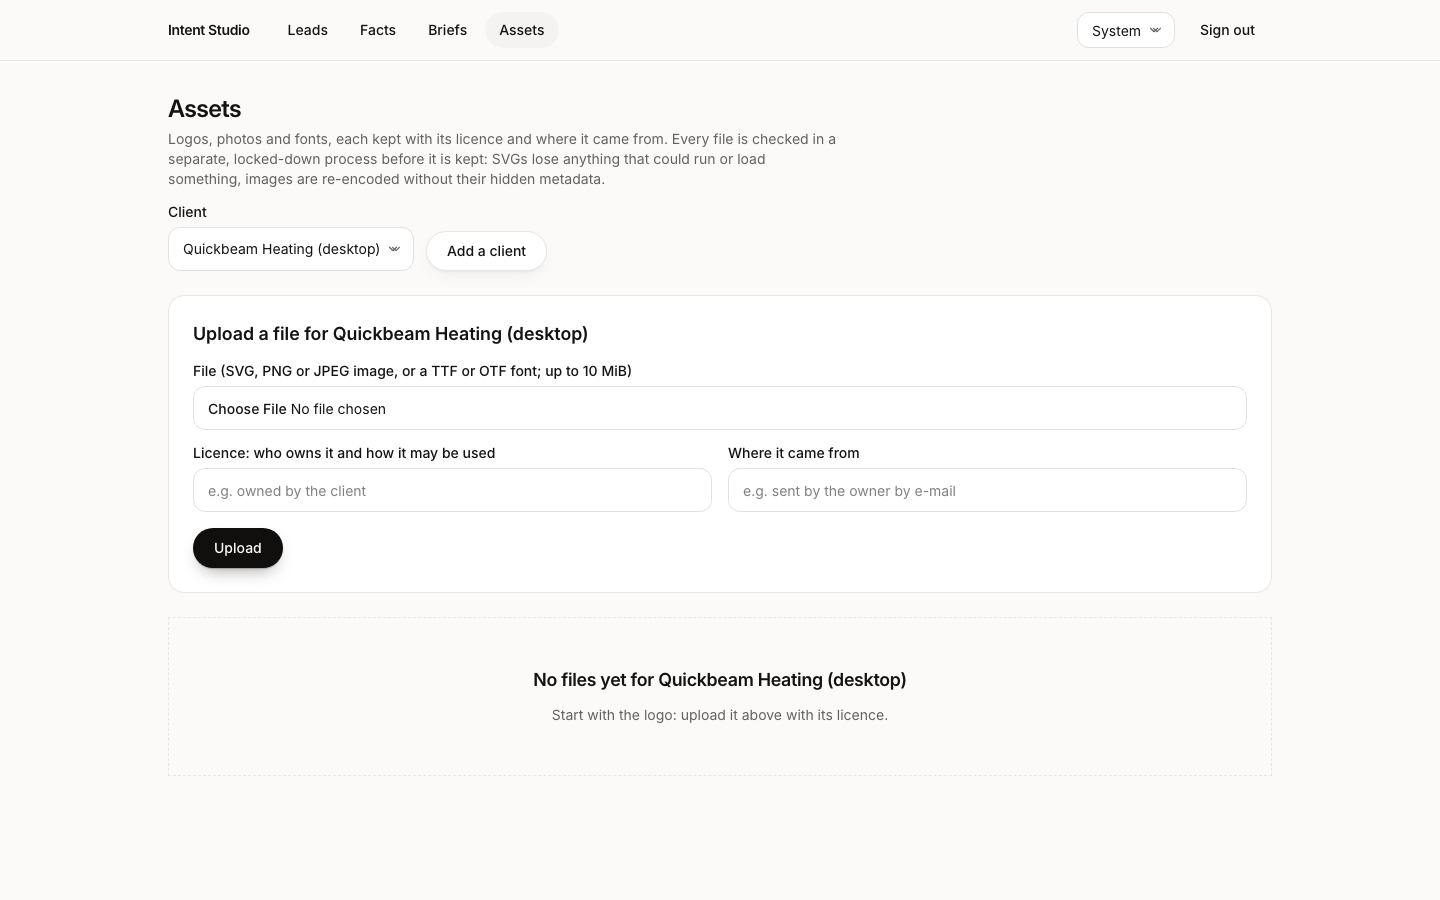 Intent Studio
Leads
Facts
Briefs
Assets
System
Sign out
Assets
Logos, photos and fonts, each kept with its licence and where it came from. Every file is checked in a
separate, locked-down process before it is kept: SVGs lose anything that could run or load
something, images are re-encoded without their hidden metadata.
Client
Quickbeam Heating (desktop)
Add a client
Upload a file for Quickbeam Heating (desktop)
File (SVG, PNG or JPEG image, or a TTF or OTF font; up to 10 MiB)
Choose File No file chosen
Licence: who owns it and how it may be used
Where it came from
e.g. owned by the client
e.g. sent by the owner by e-mail
Upload
No files yet for Quickbeam Heating (desktop)
Start with the logo: upload it above with its licence.